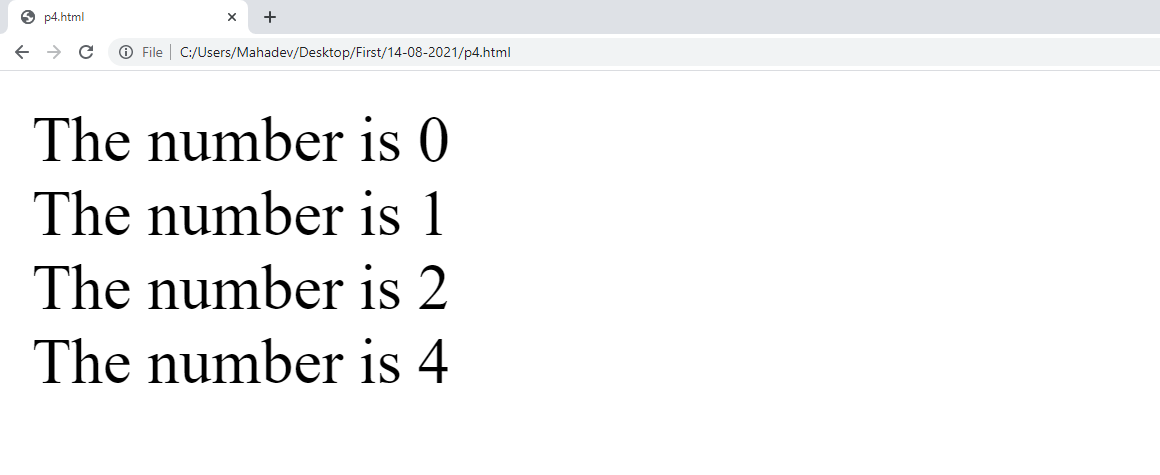 p4.html
File C:/Users/Mahadev/Desktop/First/14-08-2021/p4.html
The number is 0
The number is 1
The number is 2
The number is 4